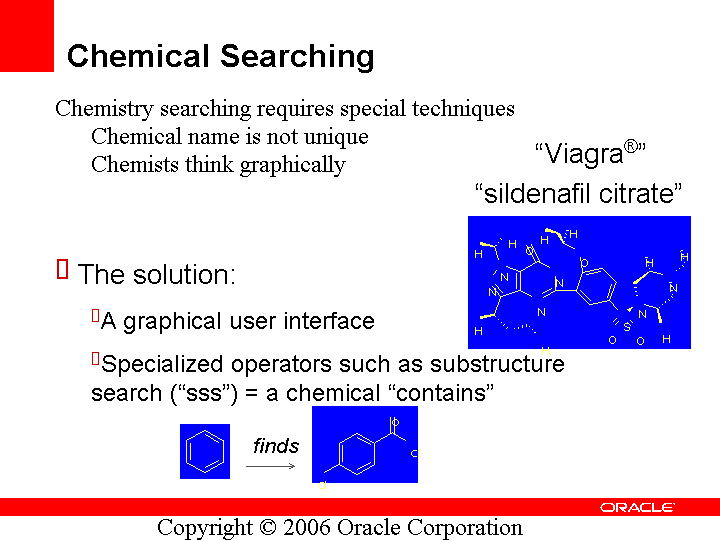 Chemical Searching
Chemistry searching requires special techniques
Chemical name is not unique
Chemists think graphically
“Viagra®”
“sildenafil citrate”
H
H
H
H
O
O
H
H
N
N
N
N
N
N
H
S
O
O
H
H
The solution:
A graphical user interface
Specialized operators such as substructure
search (“sss”) = a chemical “contains”
finds
O
ORACLE
Copyright © 2006 Oracle Corporation